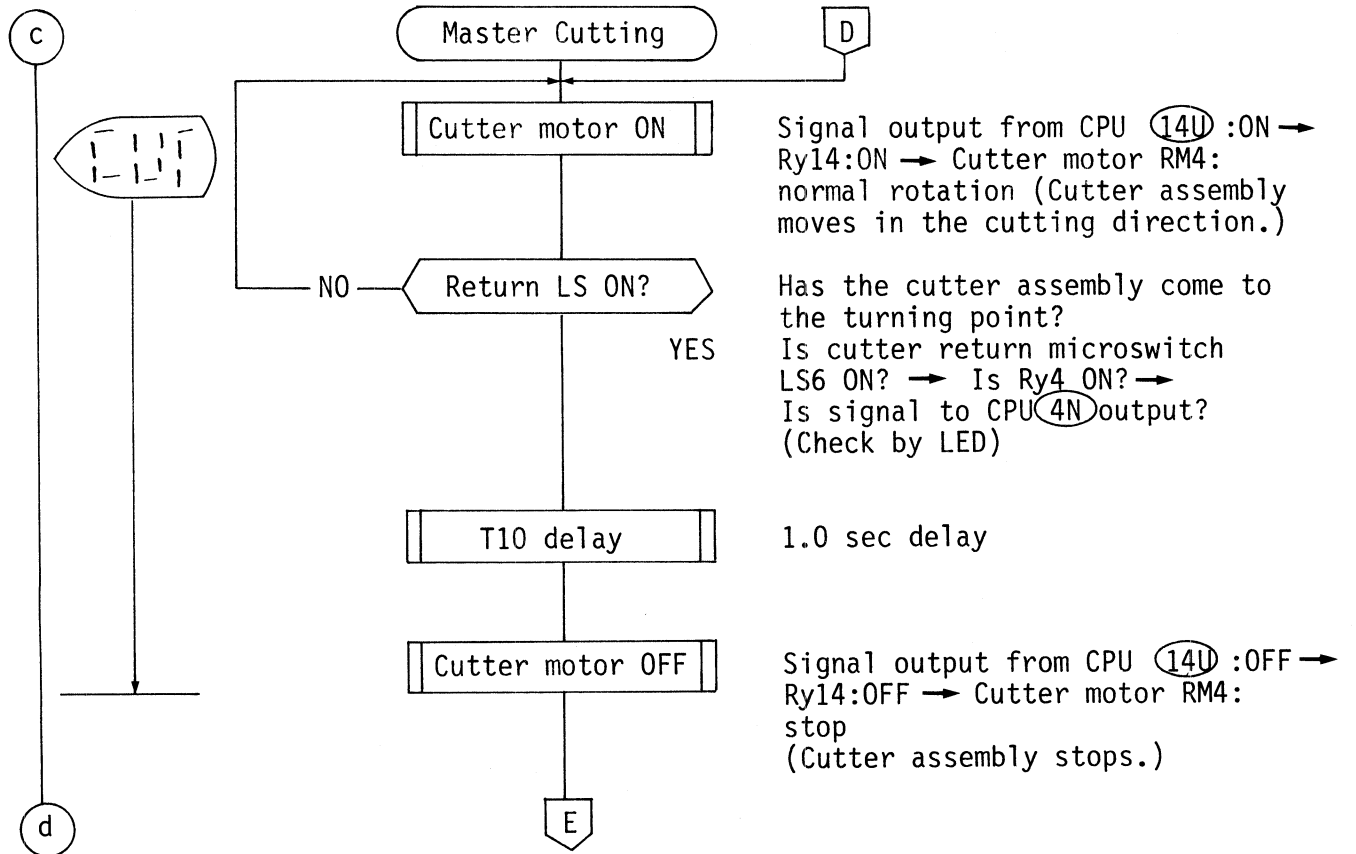 c
Master Cutting
D
CUT
Cutter motor ON
Signal output from CPU 14U :ON →
Ry14:ON → Cutter motor RM4:
normal rotation (Cutter assembly
moves in the cutting direction.)
NO
Return LS ON?
YES
Has the cutter assembly come to
the turning point?
Is cutter return microswitch
LS6 ON? → Is Ry4 ON? →
Is signal to CPU 4N output?
(Check by LED)
T10 delay
1.0 sec delay
Cutter motor OFF
Signal output from CPU 14U :OFF →
Ry14:OFF → Cutter motor RM4:
stop
(Cutter assembly stops.)
d
E